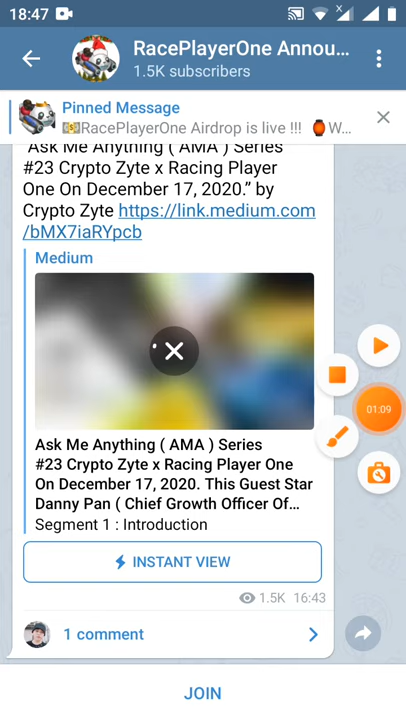 18:47
RacePlayerOne Annou...
1.5K subscribers
Pinned Message
💵RacePlayerOne Airdrop is live !!! ⌚W...
"Ask Me Anything ( AMA ) Series
#23 Crypto Zyte x Racing Player
One On December 17, 2020.” by
Crypto Zyte https://link.medium.com
/bMX7iaRYpcb
Medium
Ask Me Anything ( AMA ) Series
#23 Crypto Zyte x Racing Player One
On December 17, 2020. This Guest Star
Danny Pan ( Chief Growth Officer Of...
Segment 1 : Introduction
01:09
INSTANT VIEW
1.5K 16:43
1 comment
JOIN